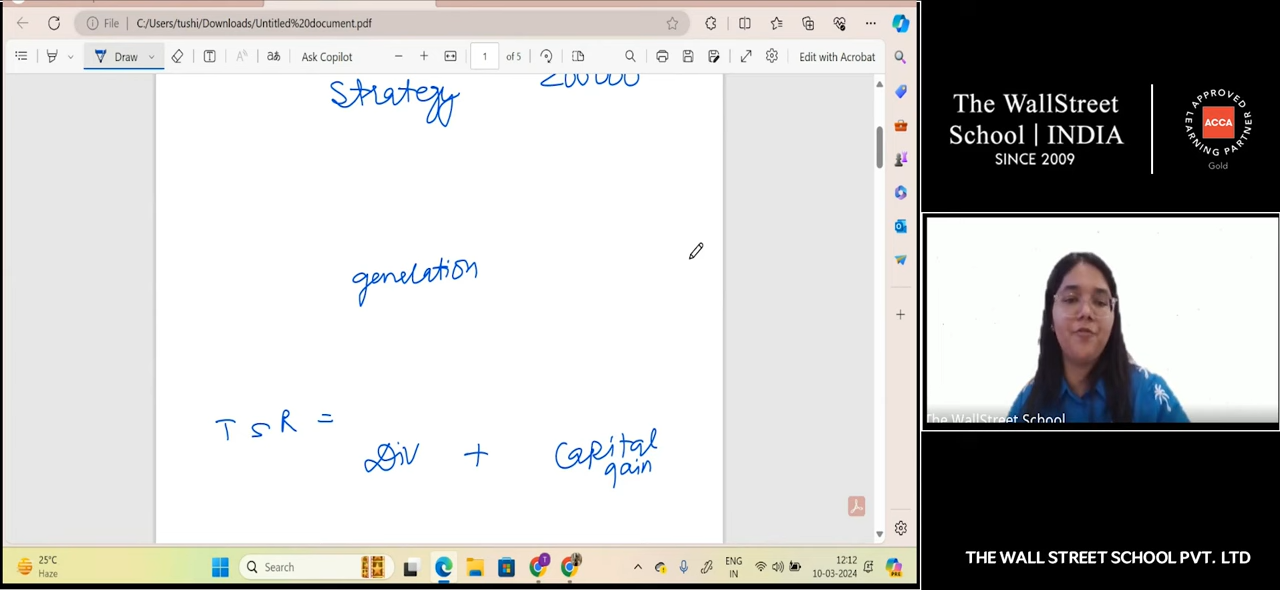 File | C:/Users/tushi/Downloads/Untitled%20document.pdf
Draw
Ask Copilot
1 of 5
Edit with Acrobat
Strategy 200000
genelation
T S R =
Div + Capital
gain
The WallStreet
School | INDIA
SINCE 2009
APPROVED
ACCA
LEARNING PARTNER
Gold
The WallStreet School
THE WALL STREET SCHOOL PVT. LTD
25°C
Haze
Search
ENG
IN
12:12
10-03-2024